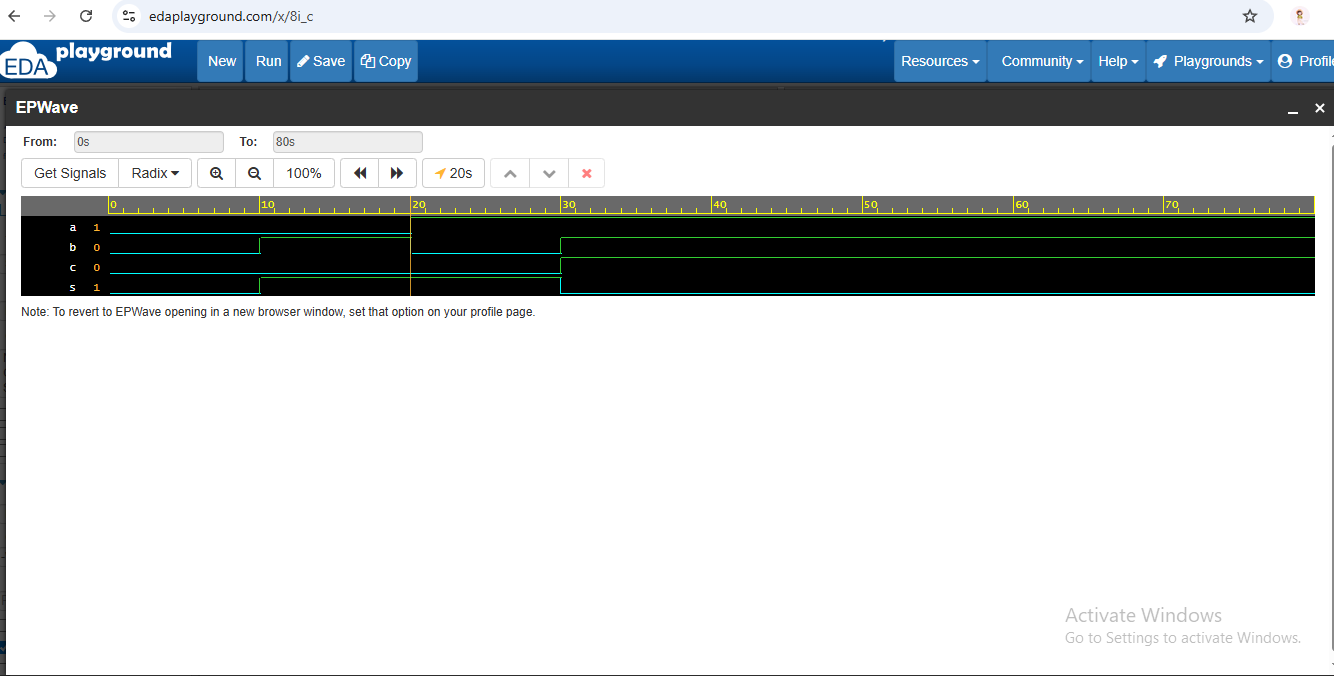 edaplayground.com/x/8i_c
EDA playground New Run Save Copy Resources Community Help Playgrounds
EPWave
From: 0s To: 80s
Get Signals Radix 100% 20s
0 10 20 30 40 50 60 70
a 1
b 0
c 0
s 1
Note: To revert to EPWave opening in a new browser window, set that option on your profile page.
Activate Windows
Go to Settings to activate Windows.